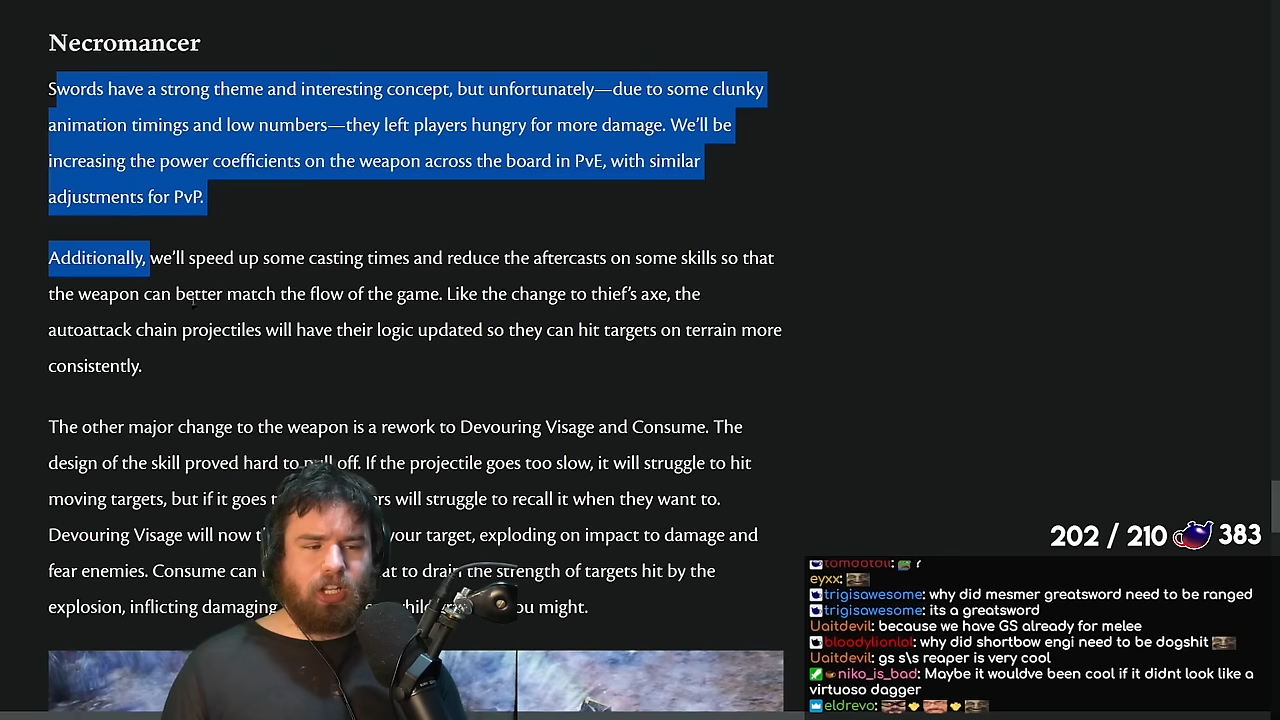 Necromancer
Swords have a strong theme and interesting concept, but unfortunately—due to some clunky
animation timings and low numbers—they left players hungry for more damage. We'll be
increasing the power coefficients on the weapon across the board in PvE, with similar
adjustments for PvP.
Additionally, we'll speed up some casting times and reduce the aftercasts on some skills so that
the weapon can better match the flow of the game. Like the change to thief's axe, the
autoattack chain projectiles will have their logic updated so they can hit targets on terrain more
consistently.
The other major change to the weapon is a rework to Devouring Visage and Consume. The
design of the skill proved hard to pull off. If the projectile goes too slow, it will struggle to hit
moving targets, but if it goes will struggle to recall it when they want to.
Devouring Visage will now your target, exploding on impact to damage and
fear enemies. Consume can to drain the strength of targets hit by the
explosion, inflicting damaging you might.
202 / 210 383
tomdotoll: ?
eyxx:
trigisawesome: why did mesmer greatsword need to be ranged
trigisawesome: its a greatsword
Uaitdevil: because we have GS already for melee
bloodylionlol: why did shortbow engi need to be dogshit
Uaitdevil: gs s\s reaper is very cool
niko_is_bad: Maybe it wouldve been cool if it didnt look like a
virtuoso dagger
eldrevo: